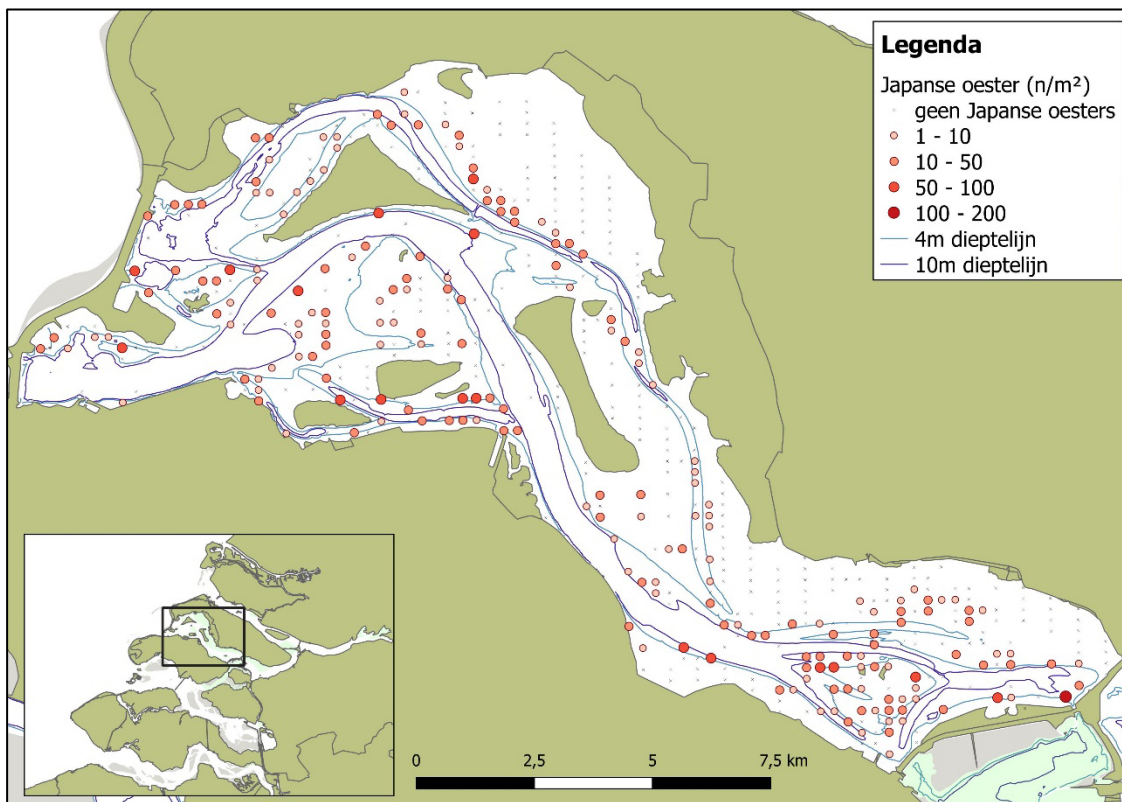 Legenda
Japanse oester (n/m²)
geen Japanse oesters
1 - 10
10 - 50
50 - 100
100 - 200
4m dieptelijn
10m dieptelijn
0 2,5 5 7,5 km